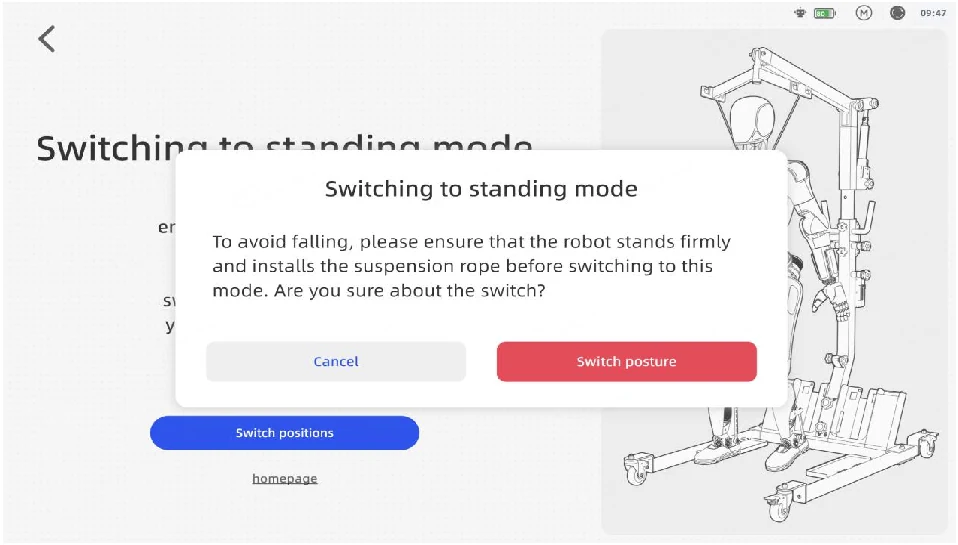 09:47
Switching to standing mode
Switching to standing mode
To avoid falling, please ensure that the robot stands firmly
and installs the suspension rope before switching to this
mode. Are you sure about the switch?
Cancel
Switch posture
Switch positions
homepage